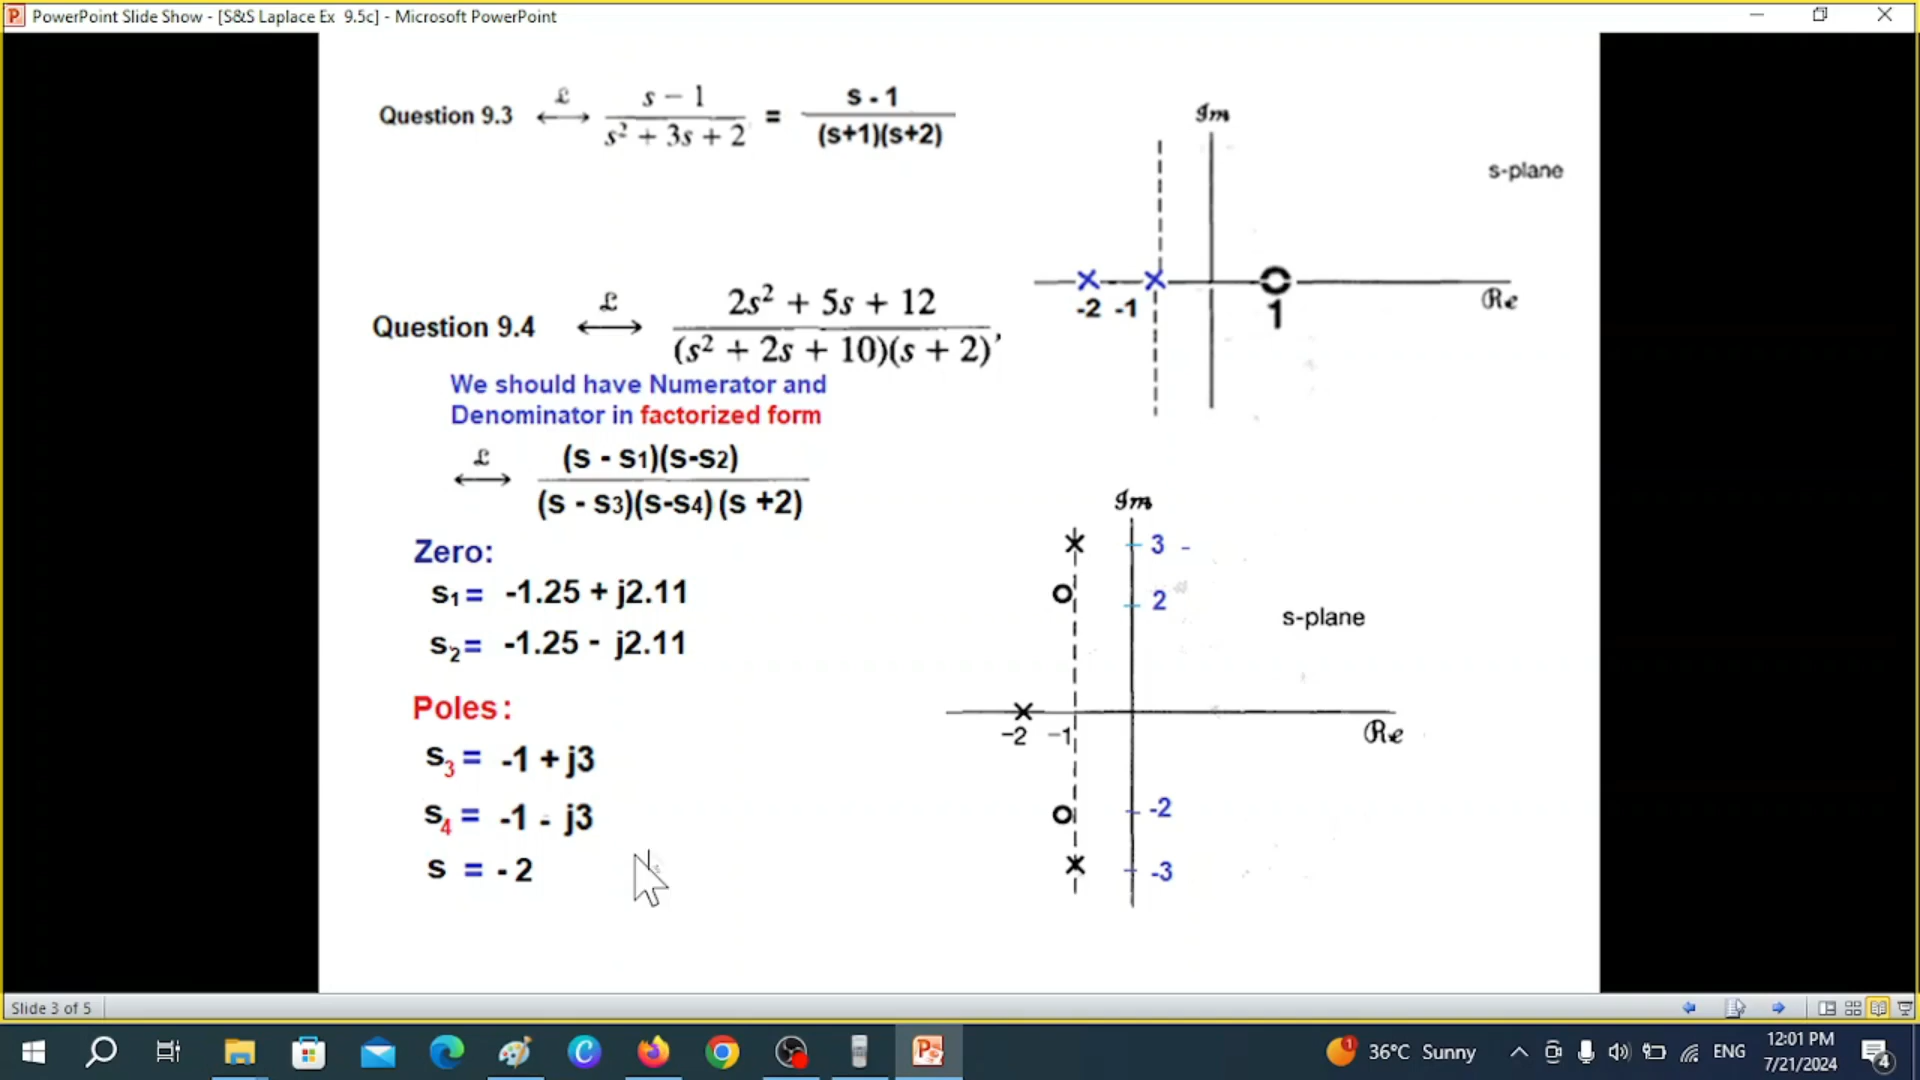 PowerPoint Slide Show - [S&S Laplace Ex 9.5c] - Microsoft PowerPoint
Question 9.3 ℒ ⟷ s − 1 / s² + 3s + 2 = s - 1 / (s+1)(s+2)
Im
s-plane
-2 -1 1 Re
Question 9.4 ℒ ⟷ 2s² + 5s + 12 / (s² + 2s + 10)(s + 2),
We should have Numerator and
Denominator in factorized form
ℒ ⟷ (s - s1)(s-s2) / (s - s3)(s-s4) (s +2)
Zero:
s₁ = -1.25 + j2.11
s₂ = -1.25 - j2.11
Poles :
s₃ = -1 + j3
s₄ = -1 - j3
s = - 2
Im
3 -
2
s-plane
-2 -1 Re
-2
-3
Slide 3 of 5
1 36°C Sunny ENG 12:01 PM
7/21/2024 4